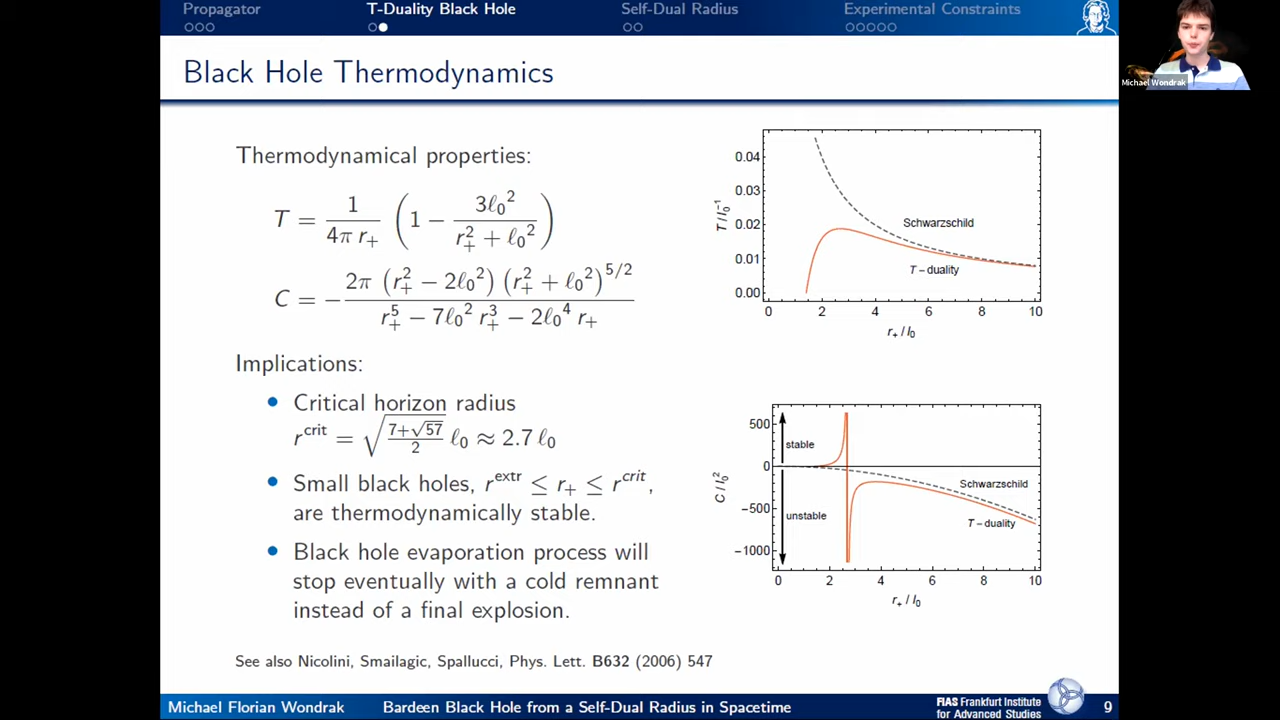 Propagator
T-Duality Black Hole
Self-Dual Radius
Experimental Constraints
Michael Wondrak
Black Hole Thermodynamics
Thermodynamical properties:
T = 1/(4π r₊) (1 − 3ℓ₀²/(r₊² + ℓ₀²))
C = − 2π (r₊² − 2ℓ₀²) (r₊² + ℓ₀²)^5/2 / (r₊⁵ − 7ℓ₀² r₊³ − 2ℓ₀⁴ r₊)
Implications:
• Critical horizon radius
r^crit = √((7+√57)/2) ℓ₀ ≈ 2.7 ℓ₀
• Small black holes, r^extr ≤ r₊ ≤ r^crit,
are thermodynamically stable.
• Black hole evaporation process will
stop eventually with a cold remnant
instead of a final explosion.
See also Nicolini, Smailagic, Spallucci, Phys. Lett. B632 (2006) 547
T / l₀⁻¹
0.04
0.03
0.02
0.01
0.00
Schwarzschild
T – duality
0 2 4 6 8 10
r₊ / l₀
C / l₀²
500
0
−500
−1000
stable
unstable
Schwarzschild
T – duality
0 2 4 6 8 10
r₊ / l₀
Michael Florian Wondrak
Bardeen Black Hole from a Self-Dual Radius in Spacetime
FIAS Frankfurt Institute
for Advanced Studies
9